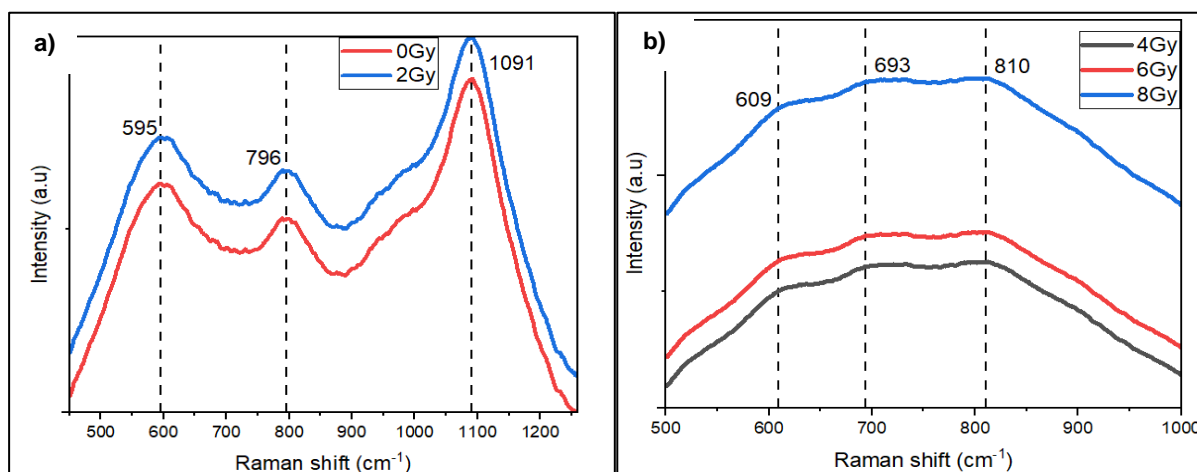 a)
0Gy
2Gy
595
796
1091
Intensity (a.u)
500 600 700 800 900 1000 1100 1200
Raman shift (cm⁻¹)
b)
4Gy
6Gy
8Gy
609
693
810
Intensity (a.u)
500 600 700 800 900 1000
Raman shift (cm⁻¹)